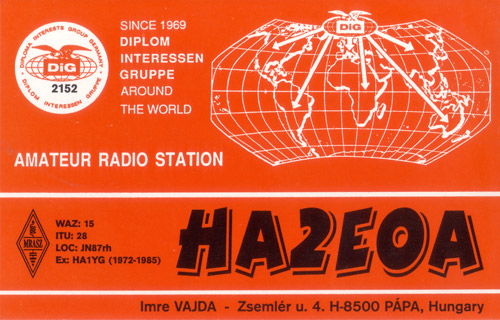 DIPLOMA INTERESTS GROUP GERMANY
DIG
2152
DIPLOM INTERESSEN GRUPPE
SINCE 1969
DIPLOM
INTERESSEN
GRUPPE
AROUND
THE WORLD
DIG
AMATEUR RADIO STATION
MRASZ
WAZ: 15
ITU: 28
LOC: JN87rh
Ex: HA1YG (1972-1985)
HA2EOA
Imre VAJDA - Zsemlér u. 4. H-8500 PÁPA, Hungary